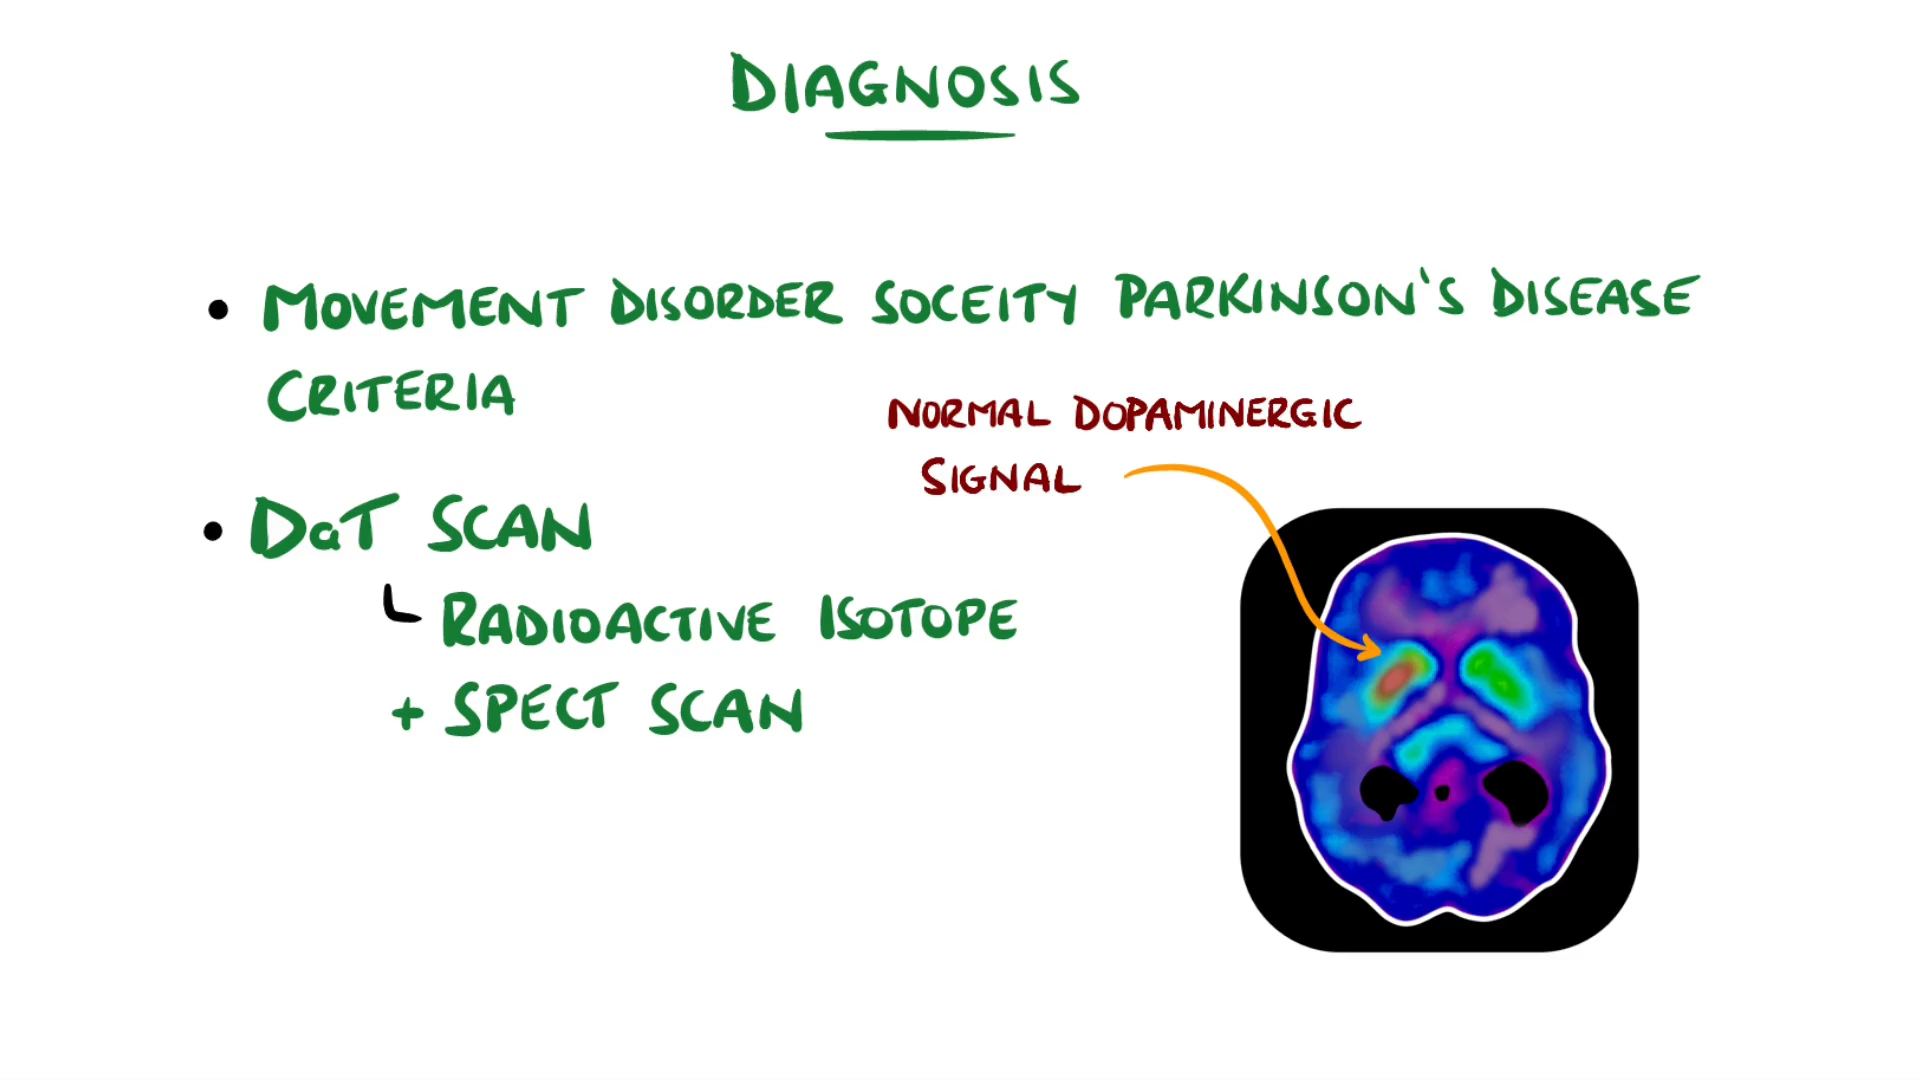 DIAGNOSIS
• MOVEMENT DISORDER SOCEITY PARKINSON'S DISEASE
CRITERIA
NORMAL DOPAMINERGIC
SIGNAL
• DaT SCAN
RADIOACTIVE ISOTOPE
+ SPECT SCAN